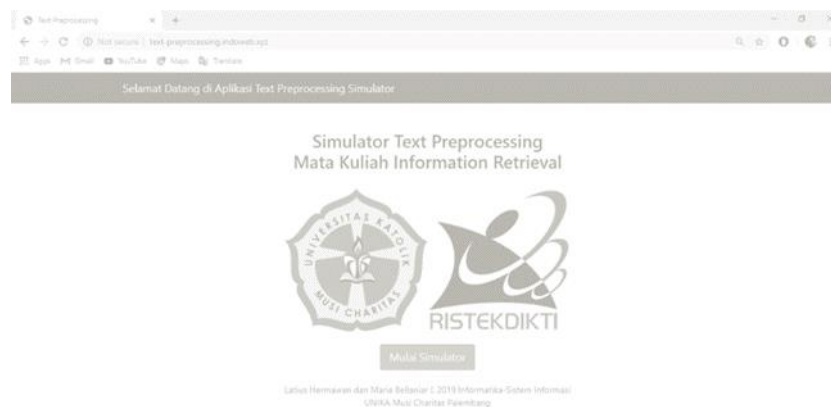 Text Preprocessing
Not secure | text-preprocessing.indoweb.xyz
Apps Gmail YouTube Maps Translate
Selamat Datang di Aplikasi Text Preprocessing Simulator
Simulator Text Preprocessing
Mata Kuliah Information Retrieval
UNIVERSITAS KATOLIK
MUSI CHARITAS
RISTEKDIKTI
Mulai Simulator
Latius Hermawan dan Maria Bellaniar 2019 Informatika-Sistem Informasi
UNIKA Musi Charitas Palembang